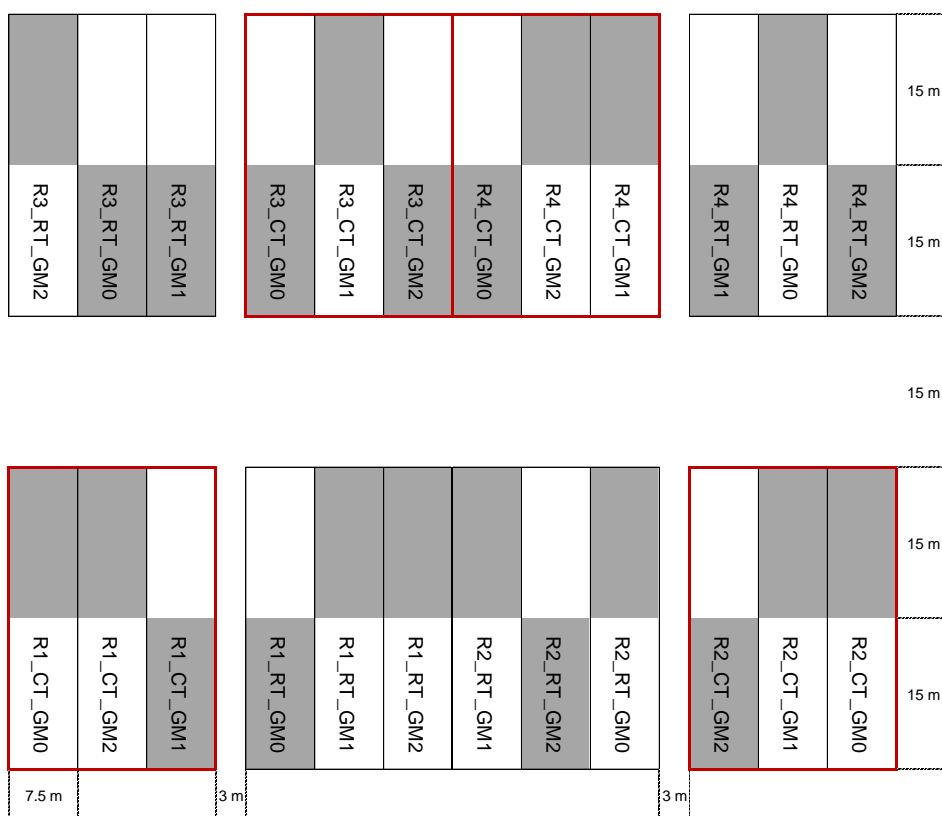 15 m
R3_RT_GM2
R3_RT_GM0
R3_RT_GM1
R3_CT_GM0
R3_CT_GM1
R3_CT_GM2
R4_CT_GM0
R4_CT_GM2
R4_CT_GM1
R4_RT_GM1
R4_RT_GM0
R4_RT_GM2
15 m
15 m
15 m
R1_CT_GM0
R1_CT_GM2
R1_CT_GM1
R1_RT_GM0
R1_RT_GM1
R1_RT_GM2
R2_RT_GM1
R2_RT_GM2
R2_RT_GM0
R2_CT_GM2
R2_CT_GM1
R2_CT_GM0
15 m
7.5 m
3 m
3 m